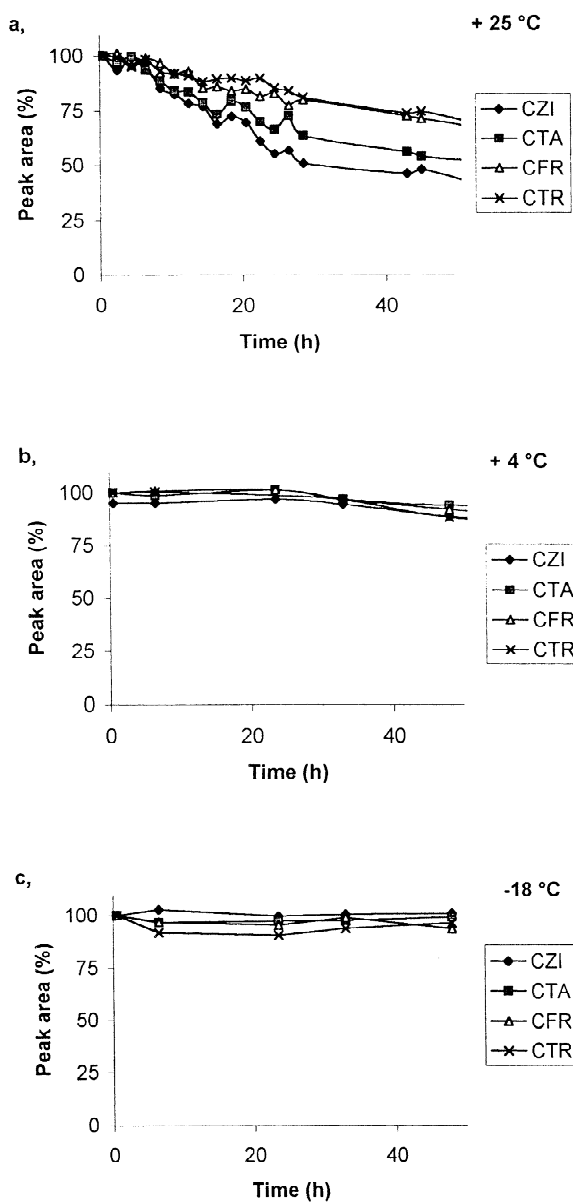 a,
+ 25 °C
100
75
50
25
0
Peak area (%)
0 20 40
Time (h)
CZI
CTA
CFR
CTR
b,
+ 4 °C
100
75
50
25
0
Peak area (%)
0 20 40
Time (h)
CZI
CTA
CFR
CTR
c,
-18 °C
100
75
50
25
0
Peak area (%)
0 20 40
Time (h)
CZI
CTA
CFR
CTR